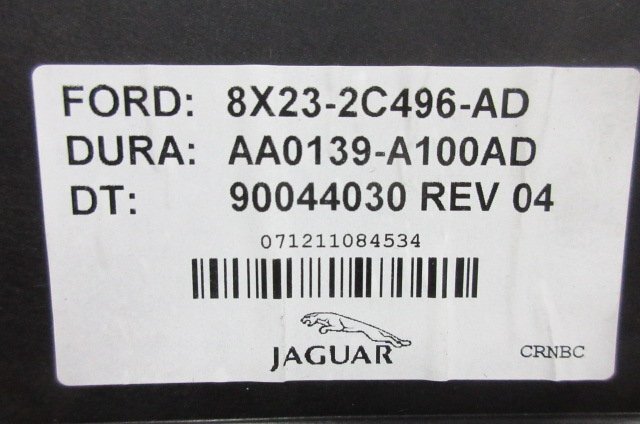 FORD: 8X23-2C496-AD
DURA: AA0139-A100AD
DT: 90044030 REV 04
071211084534
JAGUAR
CRNBC